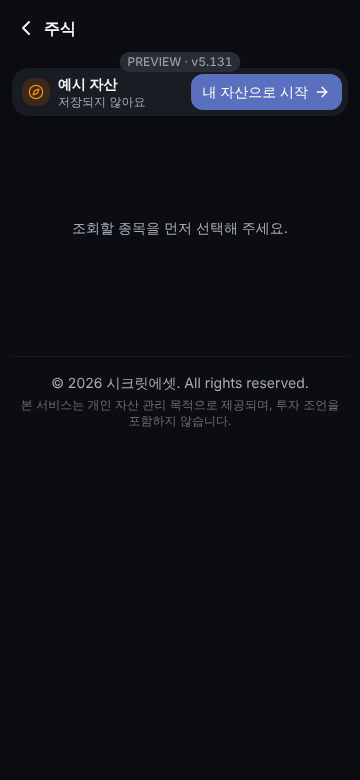 주식
PREVIEW · v5.131
예시 자산
저장되지 않아요
내 자산으로 시작
조회할 종목을 먼저 선택해 주세요.
© 2026 시크릿에셋. All rights reserved.
본 서비스는 개인 자산 관리 목적으로 제공되며, 투자 조언을
포함하지 않습니다.